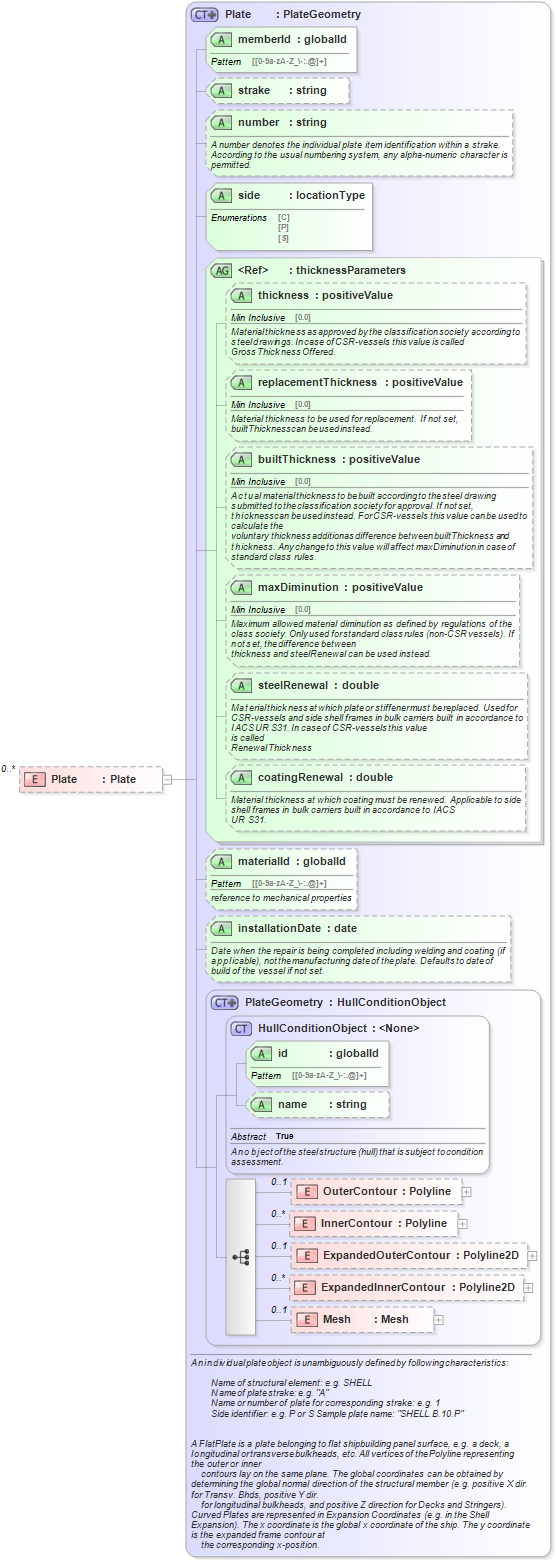 CT Plate : PlateGeometry
A memberId : globalId
Pattern [[0-9a-zA-Z_\-:.@]+]
A strake : string
A number : string
A number denotes the individual plate item identification within a strake.
According to the usual numbering system, any alpha-numeric character is
permitted.
A side : locationType
Enumerations [C]
[P]
[S]
AG <Ref> : thicknessParameters
A thickness : positiveValue
Min Inclusive [0.0]
Material thickness as approved by the classification society according to
steel drawings. In case of CSR-vessels this value is called
Gross Thickness Offered.
A replacementThickness : positiveValue
Min Inclusive [0.0]
Material thickness to be used for replacement. If not set,
builtThickness can be used instead.
A builtThickness : positiveValue
Min Inclusive [0.0]
Actual material thickness to be built according to the steel drawing
submitted to the classification society for approval. If not set,
thickness can be used instead. For CSR-vessels this value can be used to
calculate the
voluntary thickness addition as difference between builtThickness and
thickness. Any change to this value will affect maxDiminution in case of
standard class rules.
A maxDiminution : positiveValue
Min Inclusive [0.0]
Maximum allowed material diminution as defined by regulations of the
class society. Only used for standard class rules (non-CSR vessels). If
not set, the difference between
thickness and steelRenewal can be used instead.
A steelRenewal : double
Material thickness at which plate or stiffener must be replaced. Used for
CSR-vessels and side shell frames in bulk carriers built in accordance to
IACS UR S31. In case of CSR-vessels this value
is called
Renewal Thickness
0..*
E Plate : Plate
A coatingRenewal : double
Material thickness at which coating must be renewed. Applicable to side
shell frames in bulk carriers built in accordance to IACS
UR S31.
A materialId : globalId
Pattern [[0-9a-zA-Z_\-:.@]+]
reference to mechanical properties
A installationDate : date
Date when the repair is being completed including welding and coating (if
applicable), not the manufacturing date of the plate. Defaults to date of
build of the vessel if not set.
CT PlateGeometry : HullConditionObject
CT HullConditionObject : <None>
A id : globalId
Pattern [[0-9a-zA-Z_\-:.@]+]
A name : string
Abstract True
An object of the steel structure (hull) that is subject to condition
assessment.
0..1 E OuterContour : Polyline
0..* E InnerContour : Polyline
0..1 E ExpandedOuterContour : Polyline2D
0..* E ExpandedInnerContour : Polyline2D
0..1 E Mesh : Mesh
An individual plate object is unambiguously defined by following characteristics:
Name of structural element: e.g. SHELL
Name of plate strake: e.g. "A"
Name or number of plate for corresponding strake: e.g. 1
Side identifier: e.g. P or S Sample plate name: "SHELL.B.10.P"
A FlatPlate is a plate belonging to flat shipbuilding panel surface, e.g. a deck, a
longitudinal or transverse bulkheads, etc. All vertices of the Polyline representing
the outer or inner
contours lay on the same plane. The global coordinates can be obtained by
determining the global normal direction of the structural member (e.g. positive X dir.
for Transv. Bhds, positive Y dir.
for longitudinal bulkheads, and positive Z direction for Decks and Stringers).
Curved Plates are represented in Expansion Coordinates (e.g. in the Shell
Expansion). The x coordinate is the global x coordinate of the ship. The y coordinate
is the expanded frame contour at
the corresponding x-position.